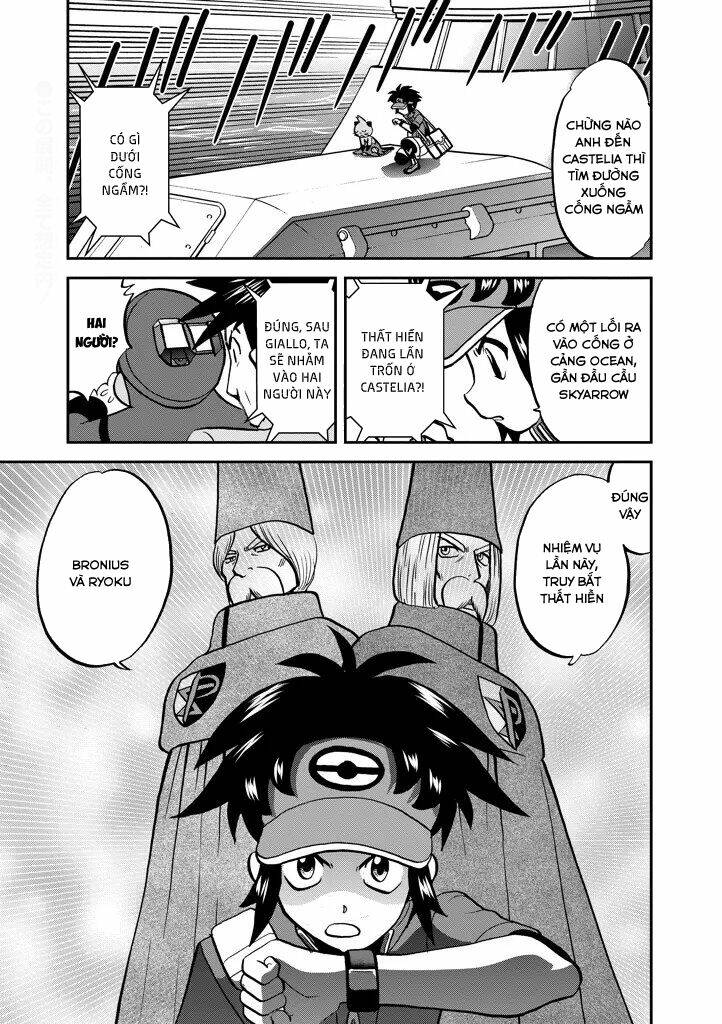 CHỪNG NÀO
ANH ĐẾN
CASTELIA THÌ
TÌM ĐƯỜNG
XUỐNG
CỐNG NGẦM
CÓ GÌ
DƯỚI
CỐNG
NGẦM?!
CÓ MỘT LỐI RA
VÀO CỐNG Ở
CẢNG OCEAN,
GẦN ĐẦU CẦU
SKYARROW
THẤT HIỀN
ĐANG LẨN
TRỐN Ở
CASTELIA?!
ĐÚNG, SAU
GIALLO, TA
SẼ NHẮM
VÀO HAI
NGƯỜI NÀY
HAI
NGƯỜI?
ĐÚNG
VẬY
NHIỆM VỤ
LẦN NÀY,
TRUY BẮT
THẤT HIỀN
BRONIUS
VÀ RYOKU